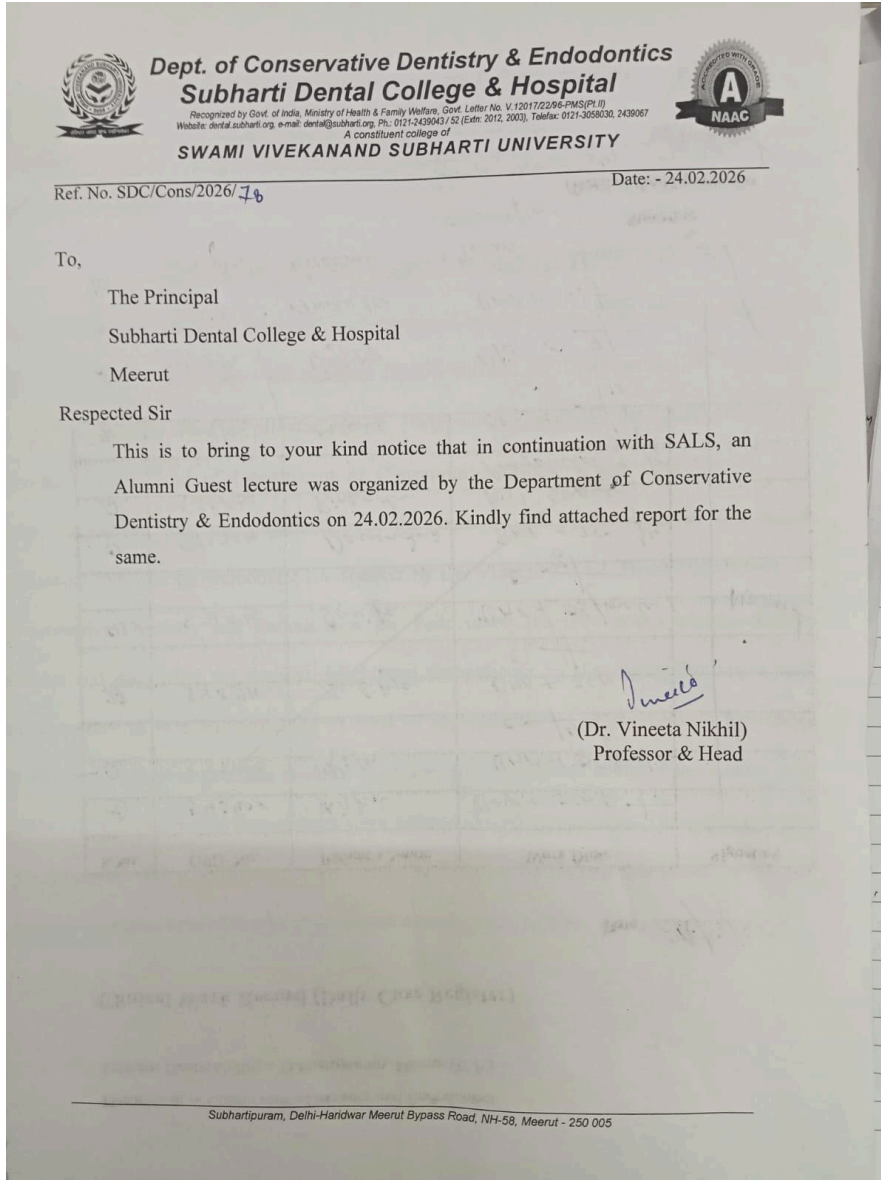 Dept. of Conservative Dentistry & Endodontics
Subharti Dental College & Hospital
Recognized by Govt. of India, Ministry of Health & Family Welfare, Govt. Letter No. V.12017/22/96-PMS(Pt.II)
Website: dental.subharti.org, e-mail: dental@subharti.org, Ph.: 0121-2439043 / 52 (Extn: 2012, 2003), Telefax: 0121-3058030, 2439067
A constituent college of
SWAMI VIVEKANAND SUBHARTI UNIVERSITY
ACCREDITED WITH GRADE
A
NAAC
Ref. No. SDC/Cons/2026/78
Date: - 24.02.2026
To,
The Principal
Subharti Dental College & Hospital
Meerut
Respected Sir
This is to bring to your kind notice that in continuation with SALS, an
Alumni Guest lecture was organized by the Department of Conservative
Dentistry & Endodontics on 24.02.2026. Kindly find attached report for the
same.
Vineeta
(Dr. Vineeta Nikhil)
Professor & Head
Subhartipuram, Delhi-Haridwar Meerut Bypass Road, NH-58, Meerut - 250 005